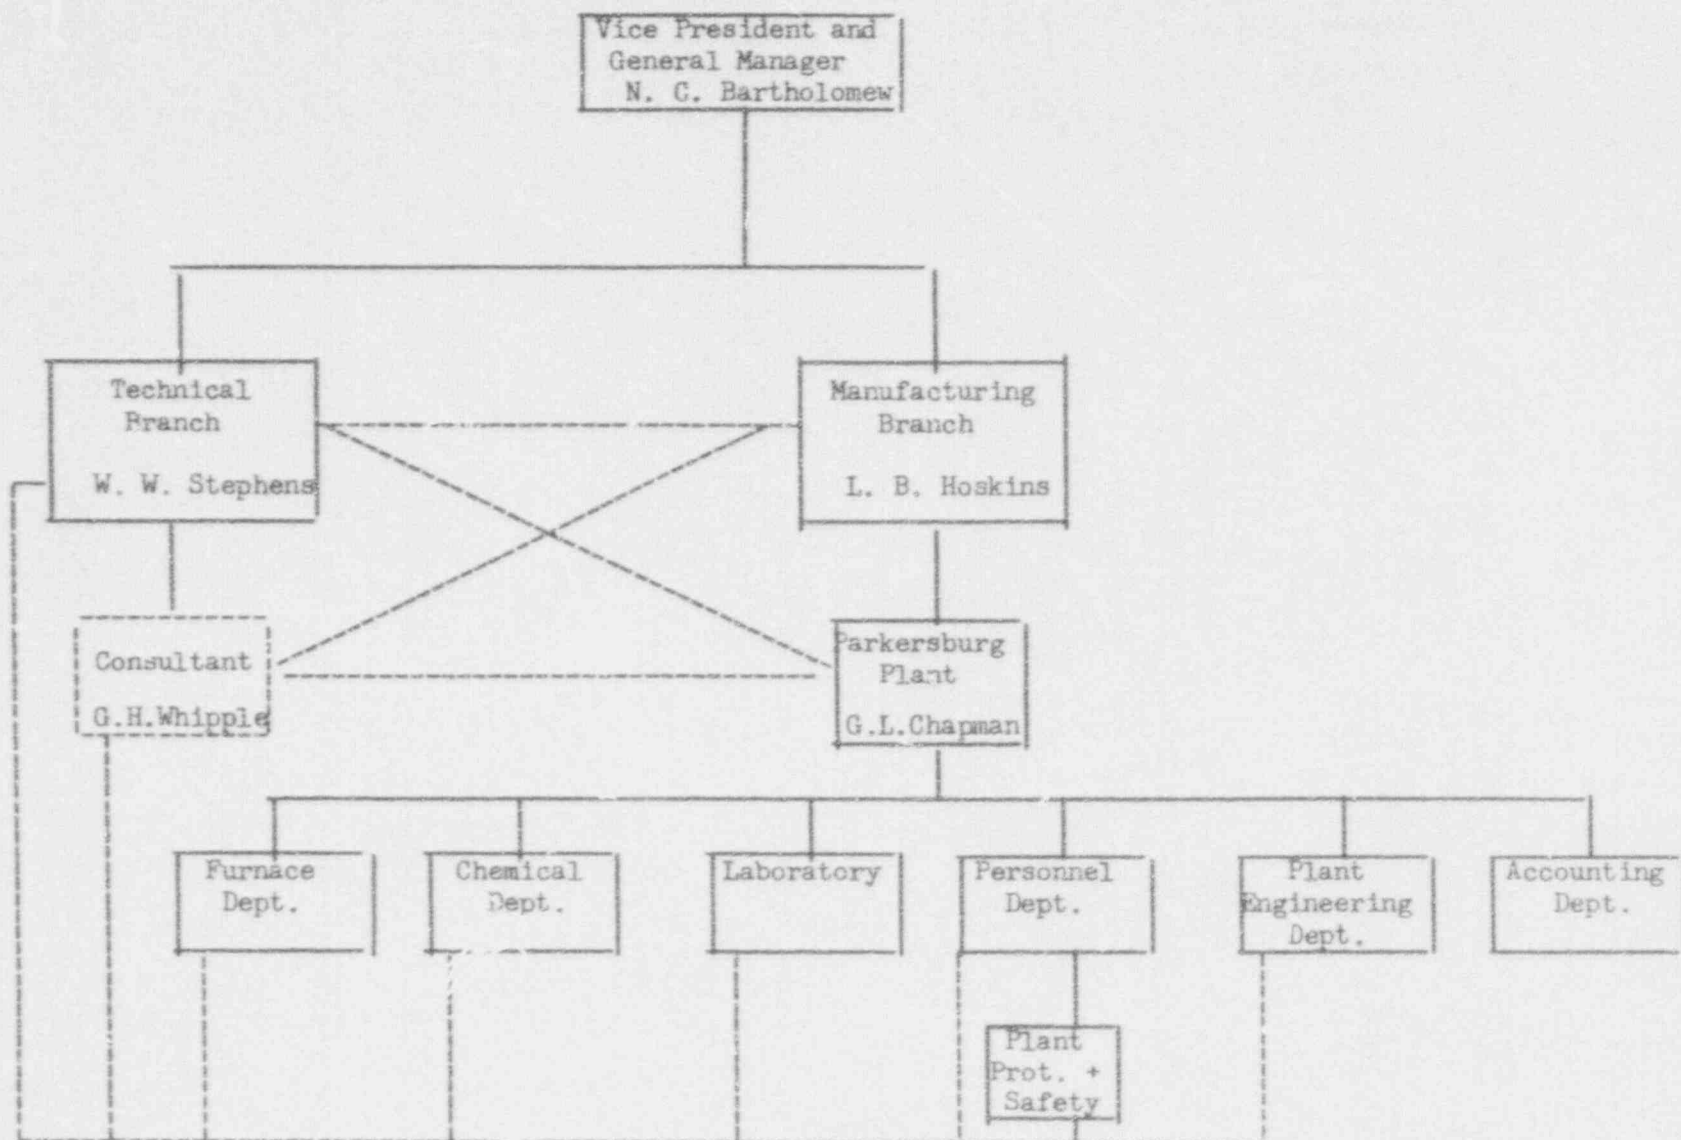 Vice President and
General Manager
N. C. Bartholomew
Technical
Branch
W. W. Stephens
Manufacturing
Branch
L. B. Hoskins
Consultant
G.H.Whipple
Parkersburg
Plant
G.L.Chapman
Furnace
Dept.
Chemical
Dept.
Laboratory
Personnel
Dept.
Plant
Engineering
Dept.
Accounting
Dept.
Plant
Prot. +
Safety